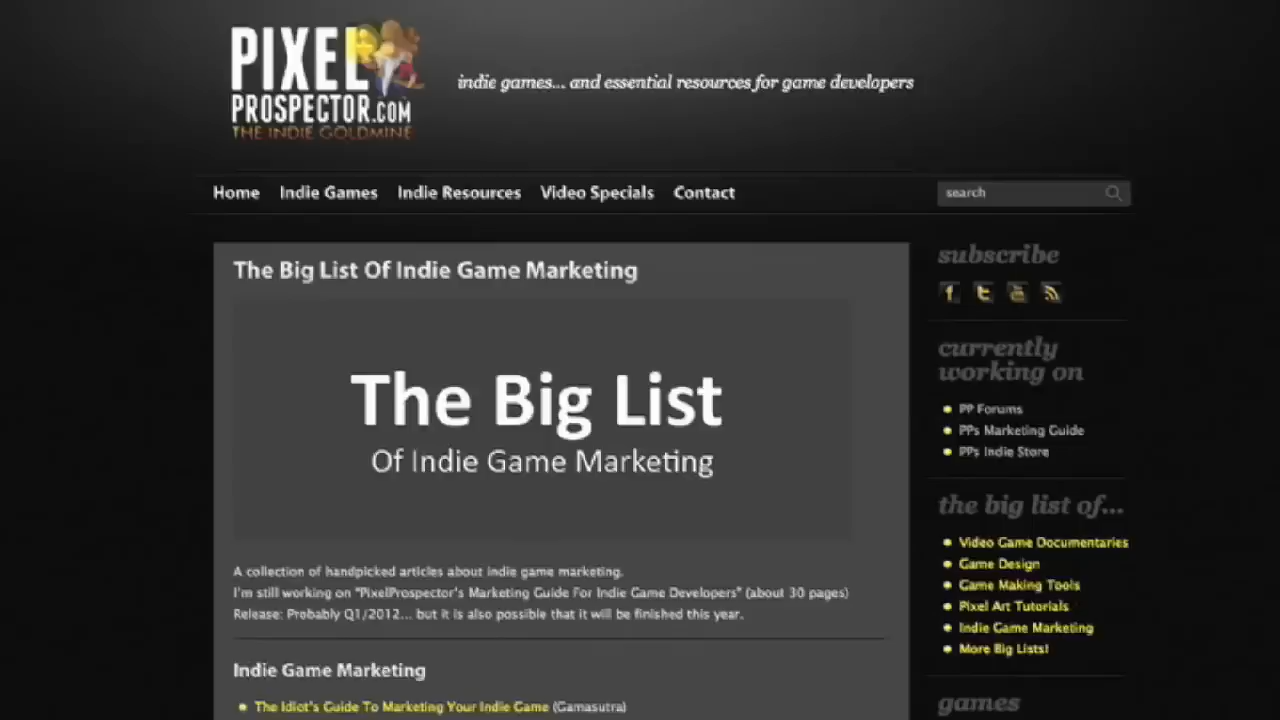 PIXEL
PROSPECTOR.COM
THE INDIE GOLDMINE
indie games... and essential resources for game developers
Home Indie Games Indie Resources Video Specials Contact
search
The Big List Of Indie Game Marketing
The Big List
Of Indie Game Marketing
A collection of handpicked articles about indie game marketing.
I'm still working on "PixelProspector's Marketing Guide For Indie Game Developers" (about 30 pages)
Release: Probably Q1/2012... but it is also possible that it will be finished this year.
Indie Game Marketing
The Idiot's Guide To Marketing Your Indie Game (Gamasutra)
subscribe
currently
working on
PP Forums
PPs Marketing Guide
PPs Indie Store
the big list of...
Video Game Documentaries
Game Design
Game Making Tools
Pixel Art Tutorials
Indie Game Marketing
More Big Lists!
games